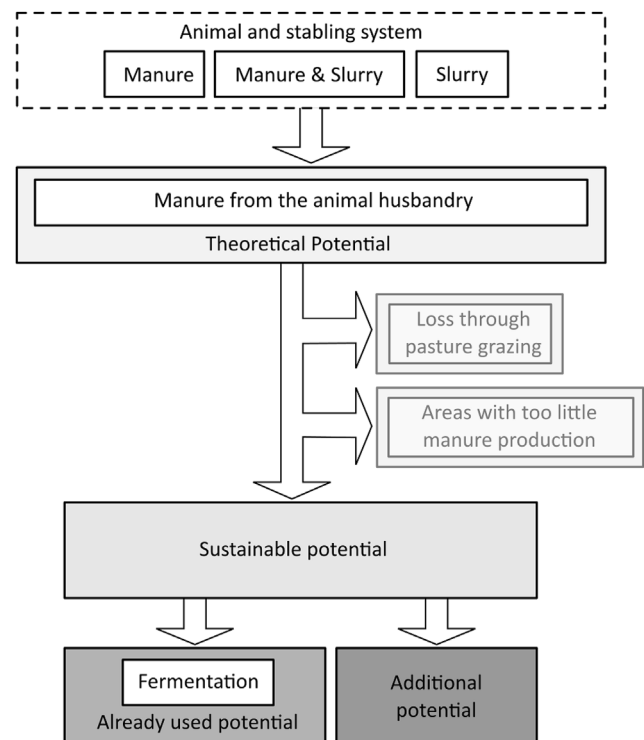 Animal and stabling system
Manure
Manure & Slurry
Slurry
Manure from the animal husbandry
Theoretical Potential
Loss through
pasture grazing
Areas with too little
manure production
Sustainable potential
Fermentation
Already used potential
Additional
potential